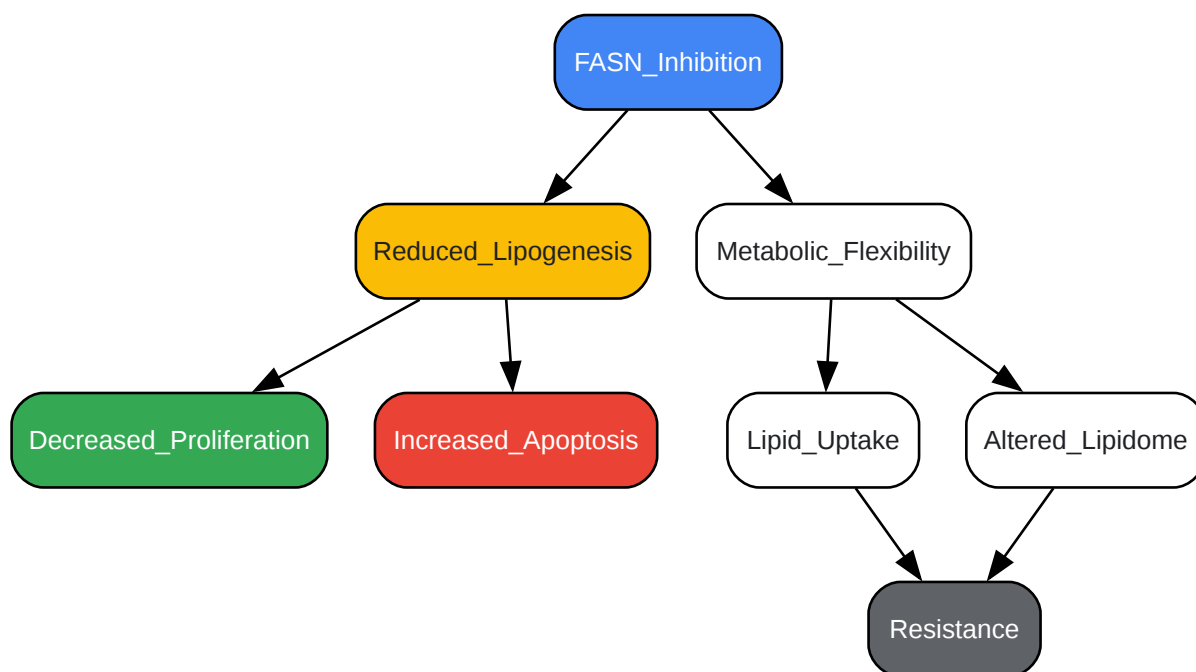 FASN_Inhibition
Reduced_Lipogenesis
Metabolic_Flexibility
Decreased_Proliferation
Increased_Apoptosis
Lipid_Uptake
Altered_Lipidome
Resistance